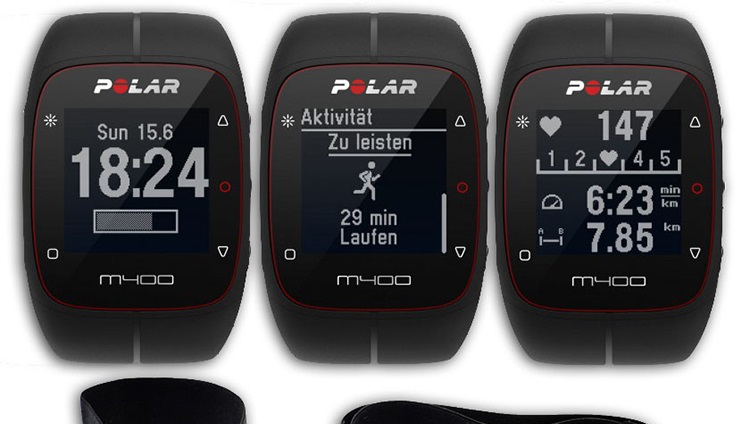 POLAR
Sun 15.6
18:24
M400
POLAR
Aktivität
Zu leisten
29 min
Laufen
M400
POLAR
147
1 2 4 5
6:23 min km
A B
7.85 km
M400